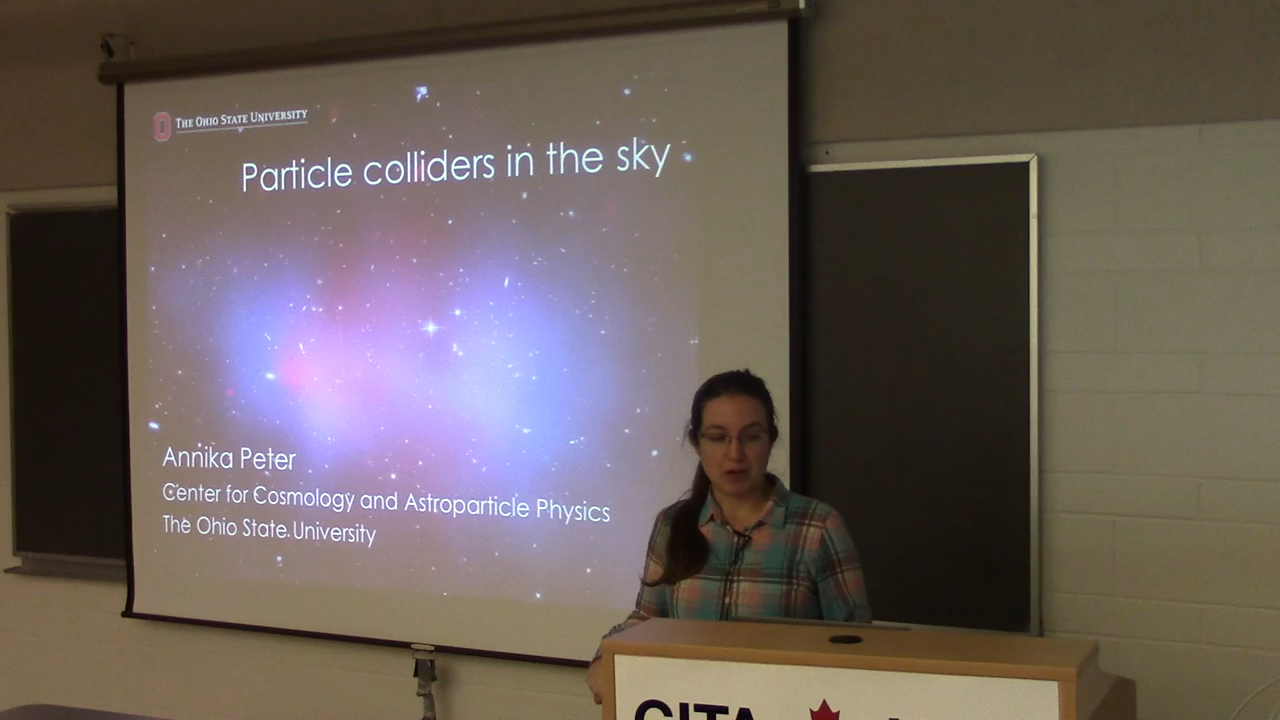 THE OHIO STATE UNIVERSITY
Particle colliders in the sky
Annika Peter
Center for Cosmology and Astroparticle Physics
The Ohio State University
CITA